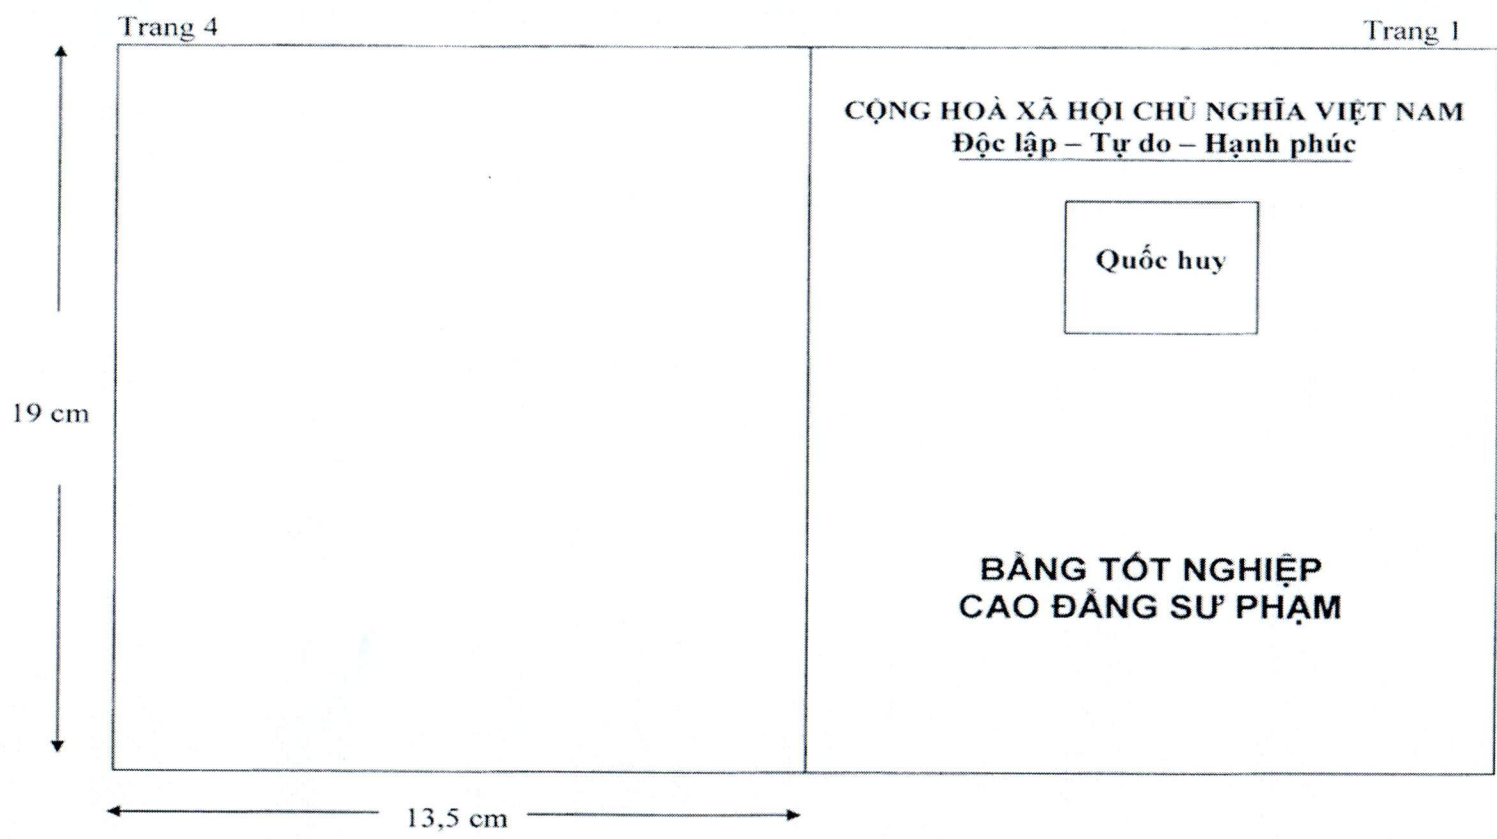 Trang 4
Trang 1
CỘNG HOÀ XÃ HỘI CHỦ NGHĨA VIỆT NAM
Độc lập – Tự do – Hạnh phúc
Quốc huy
19 cm
BẰNG TỐT NGHIỆP
CAO ĐẲNG SƯ PHẠM
13,5 cm